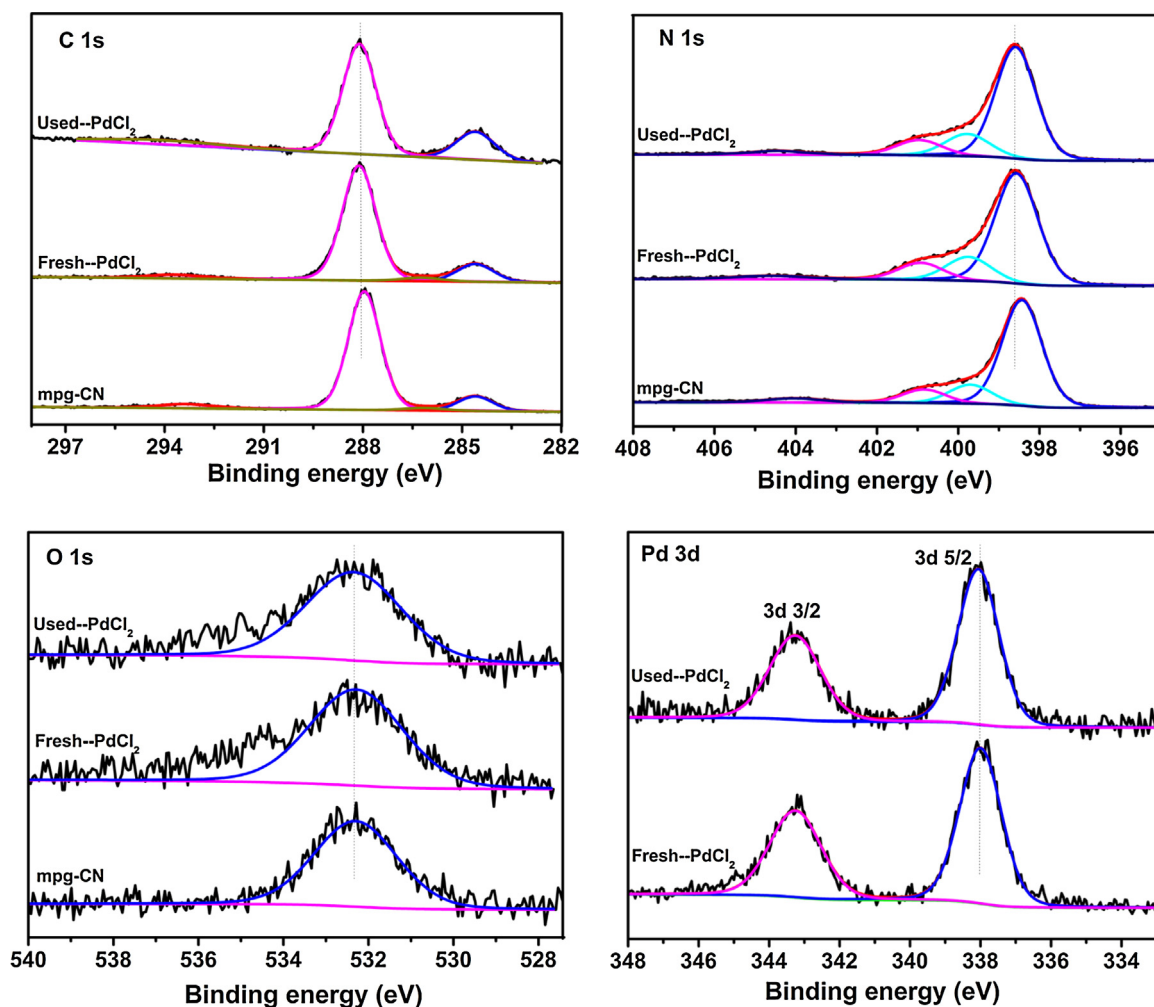 C 1s
Used--PdCl₂
Fresh--PdCl₂
mpg-CN
297 294 291 288 285 282
Binding energy (eV)
N 1s
Used--PdCl₂
Fresh--PdCl₂
mpg-CN
408 406 404 402 400 398 396
Binding energy (eV)
O 1s
Used--PdCl₂
Fresh--PdCl₂
mpg-CN
540 538 536 534 532 530 528
Binding energy (eV)
Pd 3d
3d 5/2
3d 3/2
Used--PdCl₂
Fresh--PdCl₂
348 346 344 342 340 338 336 334
Binding energy (eV)